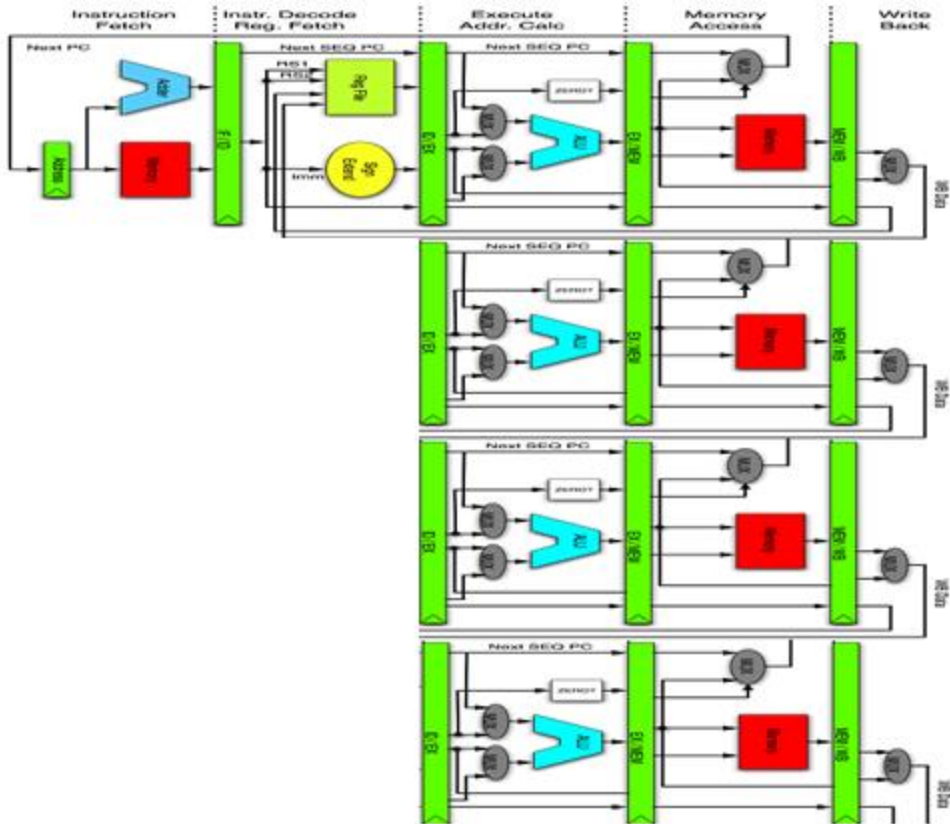 Instruction Fetch
Instr. Decode Reg. Fetch
Execute Addr. Calc
Memory Access
Write Back
Next PC
Next SEQ PC
Next SEQ PC
RS1
RS2
Adder
Reg File
ZERO?
MUX
MUX
MUX
ALU
Address
Memory
IF / ID
Sign Extend
Imm
ID / EX
EX / MEM
Memory
MEM / WB
MUX
WB Data
Next SEQ PC
MUX
ZERO?
MUX
MUX
ALU
ID / EX
EX / MEM
Memory
MEM / WB
MUX
WB Data
Next SEQ PC
MUX
ZERO?
MUX
MUX
ALU
ID / EX
EX / MEM
Memory
MEM / WB
MUX
WB Data
Next SEQ PC
MUX
ZERO?
MUX
MUX
ALU
ID / EX
EX / MEM
Memory
MEM / WB
MUX
WB Data